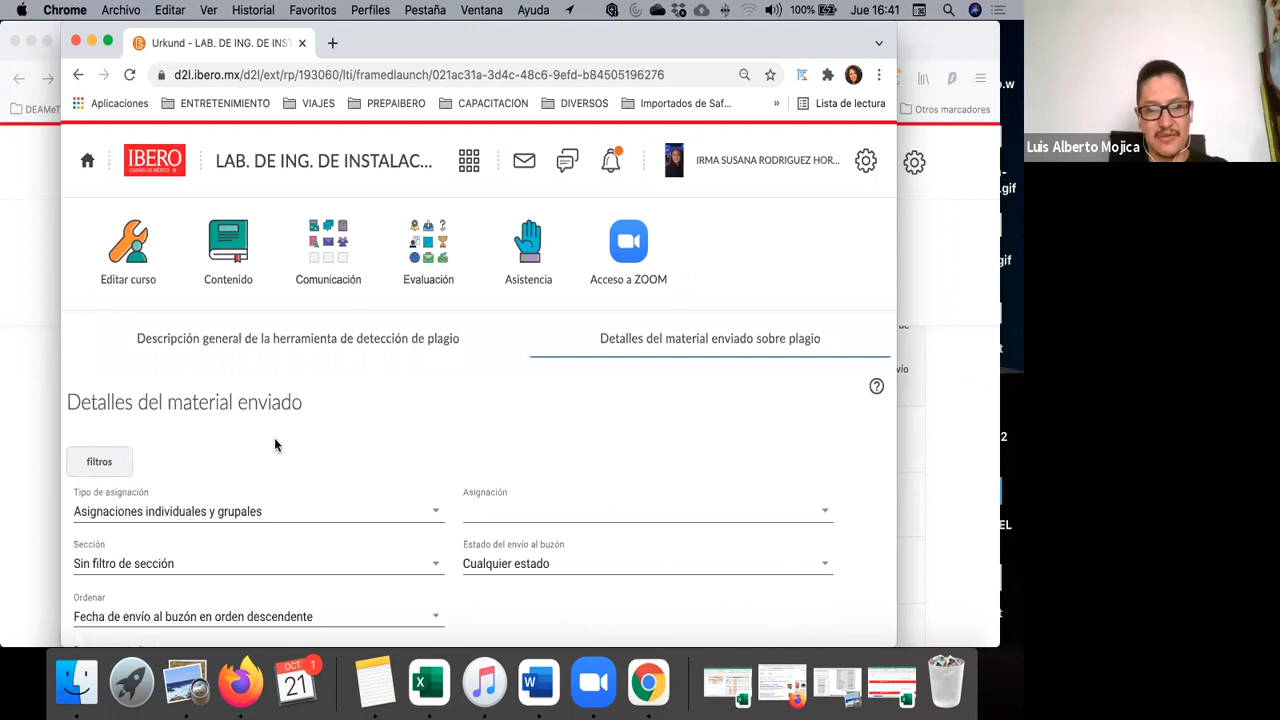 Chrome Archivo Editar Ver Historial Favoritos Perfiles Pestaña Ventana Ayuda 100% Jue 16:41
Urkund - LAB. DE ING. DE INST
d2l.ibero.mx/d2l/ext/rp/193060/lti/framedlaunch/021ac31a-3d4c-48c6-9efd-b84505196276
DEAMeT
Aplicaciones ENTRETENIMIENTO VIAJES PREPAIBERO CAPACITACION DIVERSOS Importados de Saf... » Lista de lectura
Otros marcadores
IBERO
CIUDAD DE MÉXICO
LAB. DE ING. DE INSTALAC...
IRMA SUSANA RODRIGUEZ HOR...
Editar curso Contenido Comunicación Evaluación Asistencia Acceso a ZOOM
Descripción general de la herramienta de detección de plagio Detalles del material enviado sobre plagio
Detalles del material enviado
filtros
Tipo de asignación
Asignaciones individuales y grupales
Asignación
Sección
Sin filtro de sección
Estado del envío al buzón
Cualquier estado
Ordenar
Fecha de envío al buzón en orden descendente
Luis Alberto Mojica
.gif
OCT
21
1